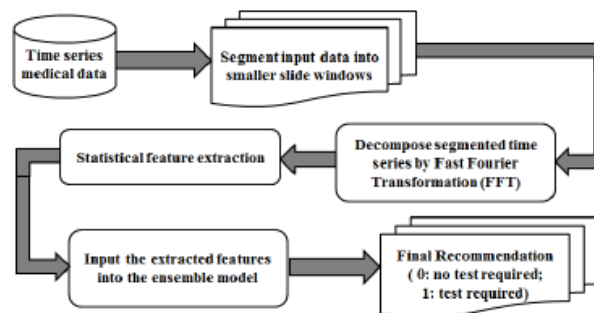 Time series
medical data
Segment input data into
smaller slide windows
Decompose segmented time
series by Fast Fourier
Transformation (FFT)
Statistical feature extraction
Input the extracted features
into the ensemble model
Final Recommendation
( 0: no test required;
1: test required)